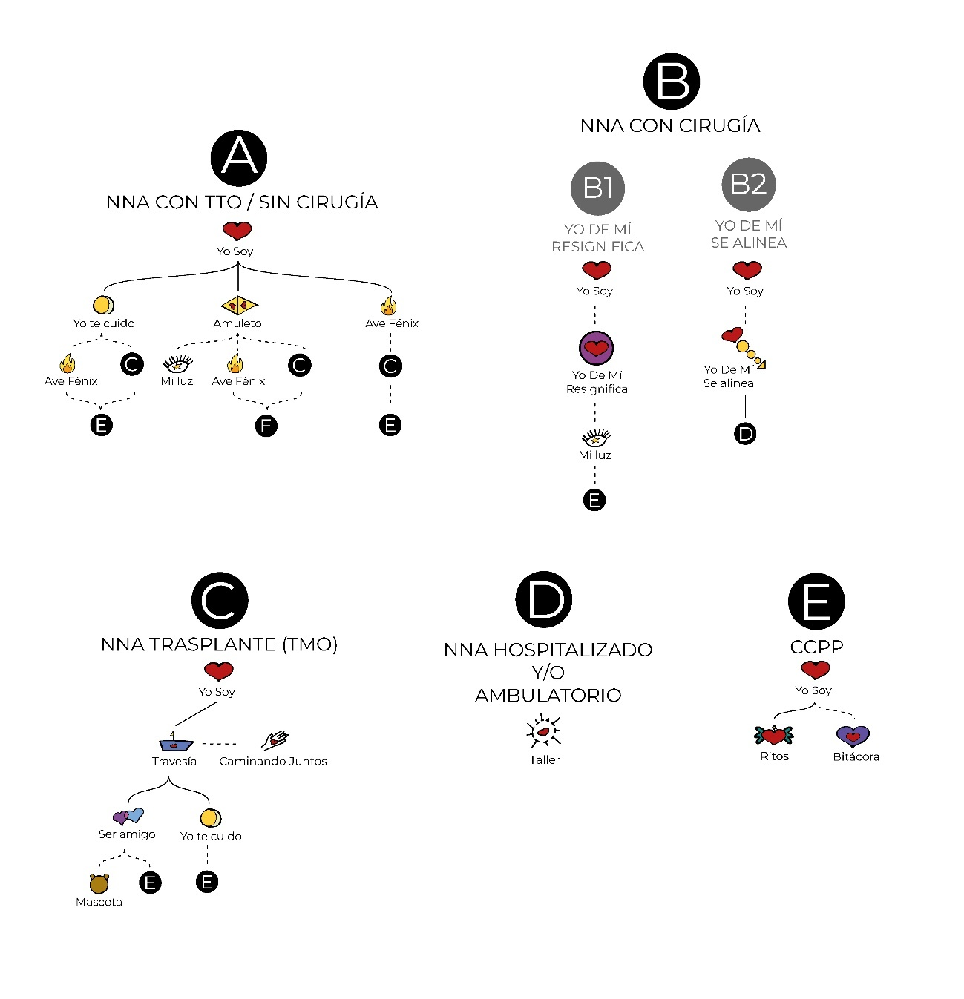 A
NNA CON TTO / SIN CIRUGÍA
Yo Soy
Yo te cuido
Amuleto
Ave Fénix
Ave Fénix
C
Mi luz
Ave Fénix
C
C
E
E
E
B
NNA CON CIRUGÍA
B1
YO DE MÍ
RESIGNIFICA
Yo Soy
Yo De Mí
Resignifica
Mi luz
E
B2
YO DE MÍ
SE ALINEA
Yo Soy
Yo De Mí
Se alinea
D
C
NNA TRASPLANTE (TMO)
Yo Soy
Travesía
Caminando Juntos
Ser amigo
Yo te cuido
Mascota
E
E
D
NNA HOSPITALIZADO
Y/O
AMBULATORIO
Taller
E
CCPP
Yo Soy
Ritos
Bitácora